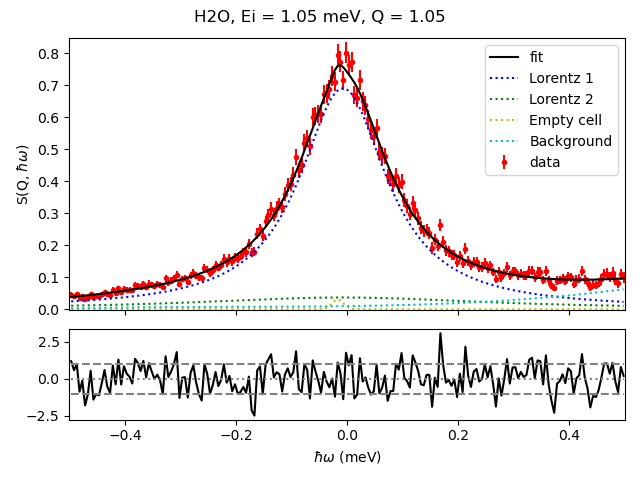 H2O, Ei = 1.05 meV, Q = 1.05
S(Q, ℏω)
0.8
0.7
0.6
0.5
0.4
0.3
0.2
0.1
0.0
fit
Lorentz 1
Lorentz 2
Empty cell
Background
data
2.5
0.0
−2.5
−0.4
−0.2
0.0
0.2
0.4
ℏω (meV)